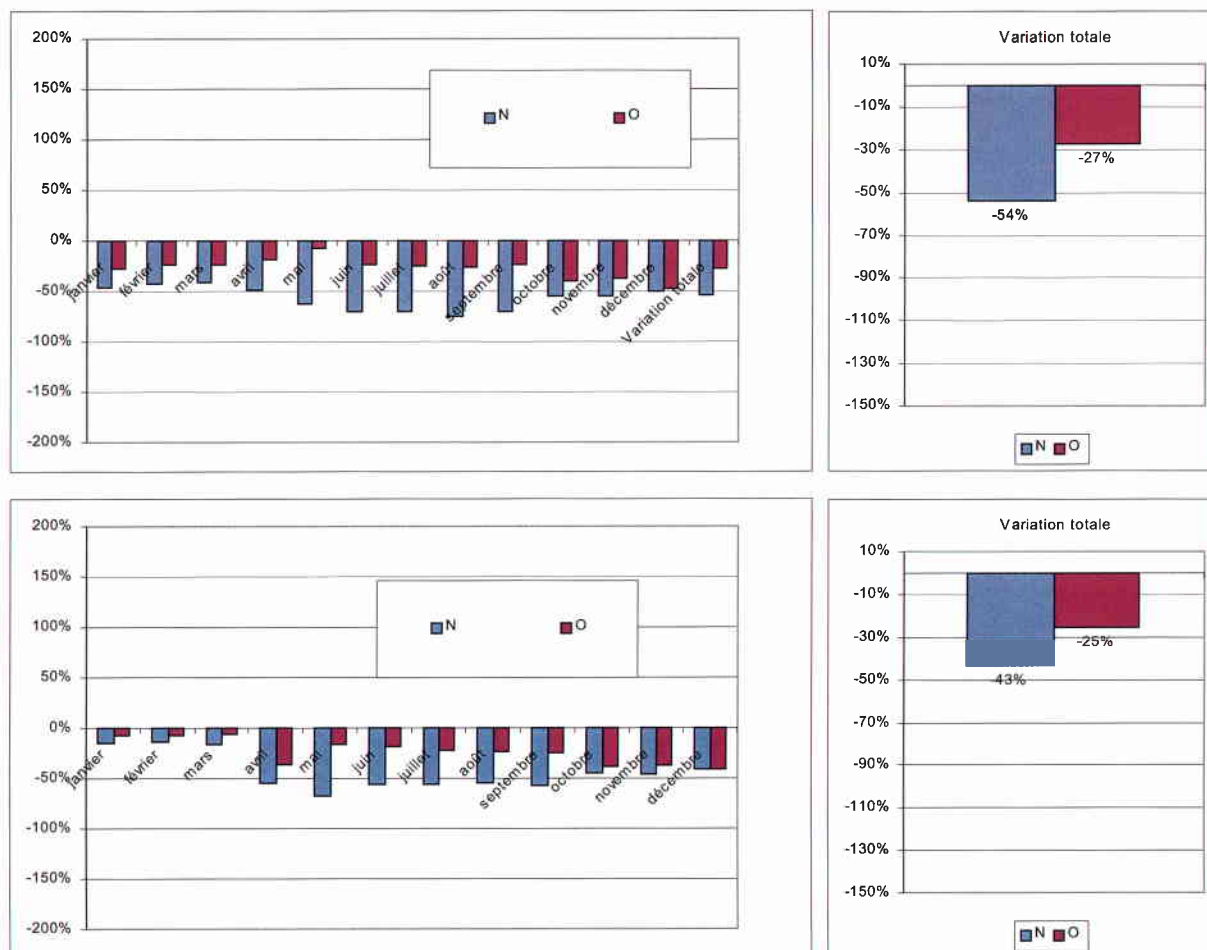 200%
150%
100%
50%
0%
-50%
-100%
-150%
-200%
N O
janvier
février
mars
avril
mai
juin
juillet
août
septembre
octobre
novembre
décembre
Variation totale
Variation totale
10%
-10%
-30%
-50%
-70%
-90%
-110%
-130%
-150%
-54%
-27%
N O
200%
150%
100%
50%
0%
-50%
-100%
-150%
-200%
N O
janvier
février
mars
avril
mai
juin
juillet
août
septembre
octobre
novembre
décembre
Variation totale
10%
-10%
-30%
-50%
-70%
-90%
-110%
-130%
-150%
-43%
-25%
N O